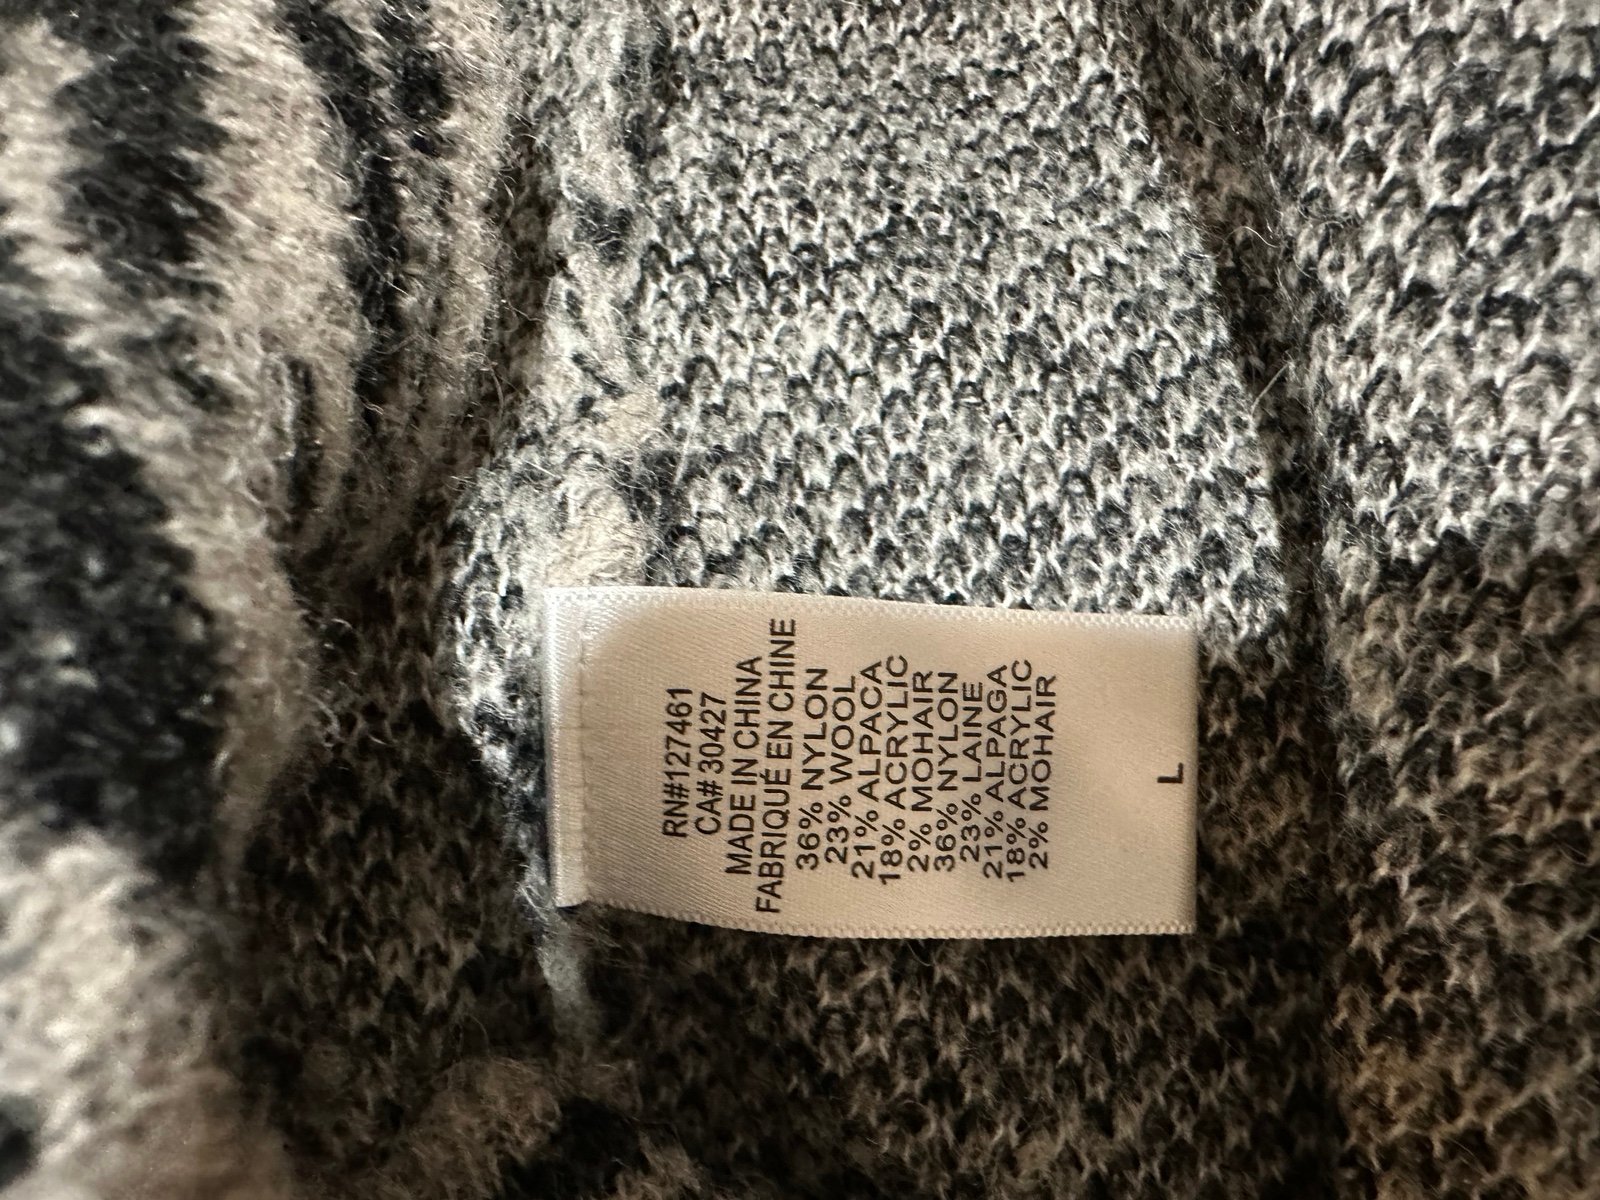 RN#127461
CA# 30427
MADE IN CHINA
FABRIQUÉ EN CHINE
36% NYLON
23% WOOL
21% ALPACA
18% ACRYLIC
2% MOHAIR
36% NYLON
23% LAINE
21% ALPAGA
18% ACRYLIC
2% MOHAIR
L